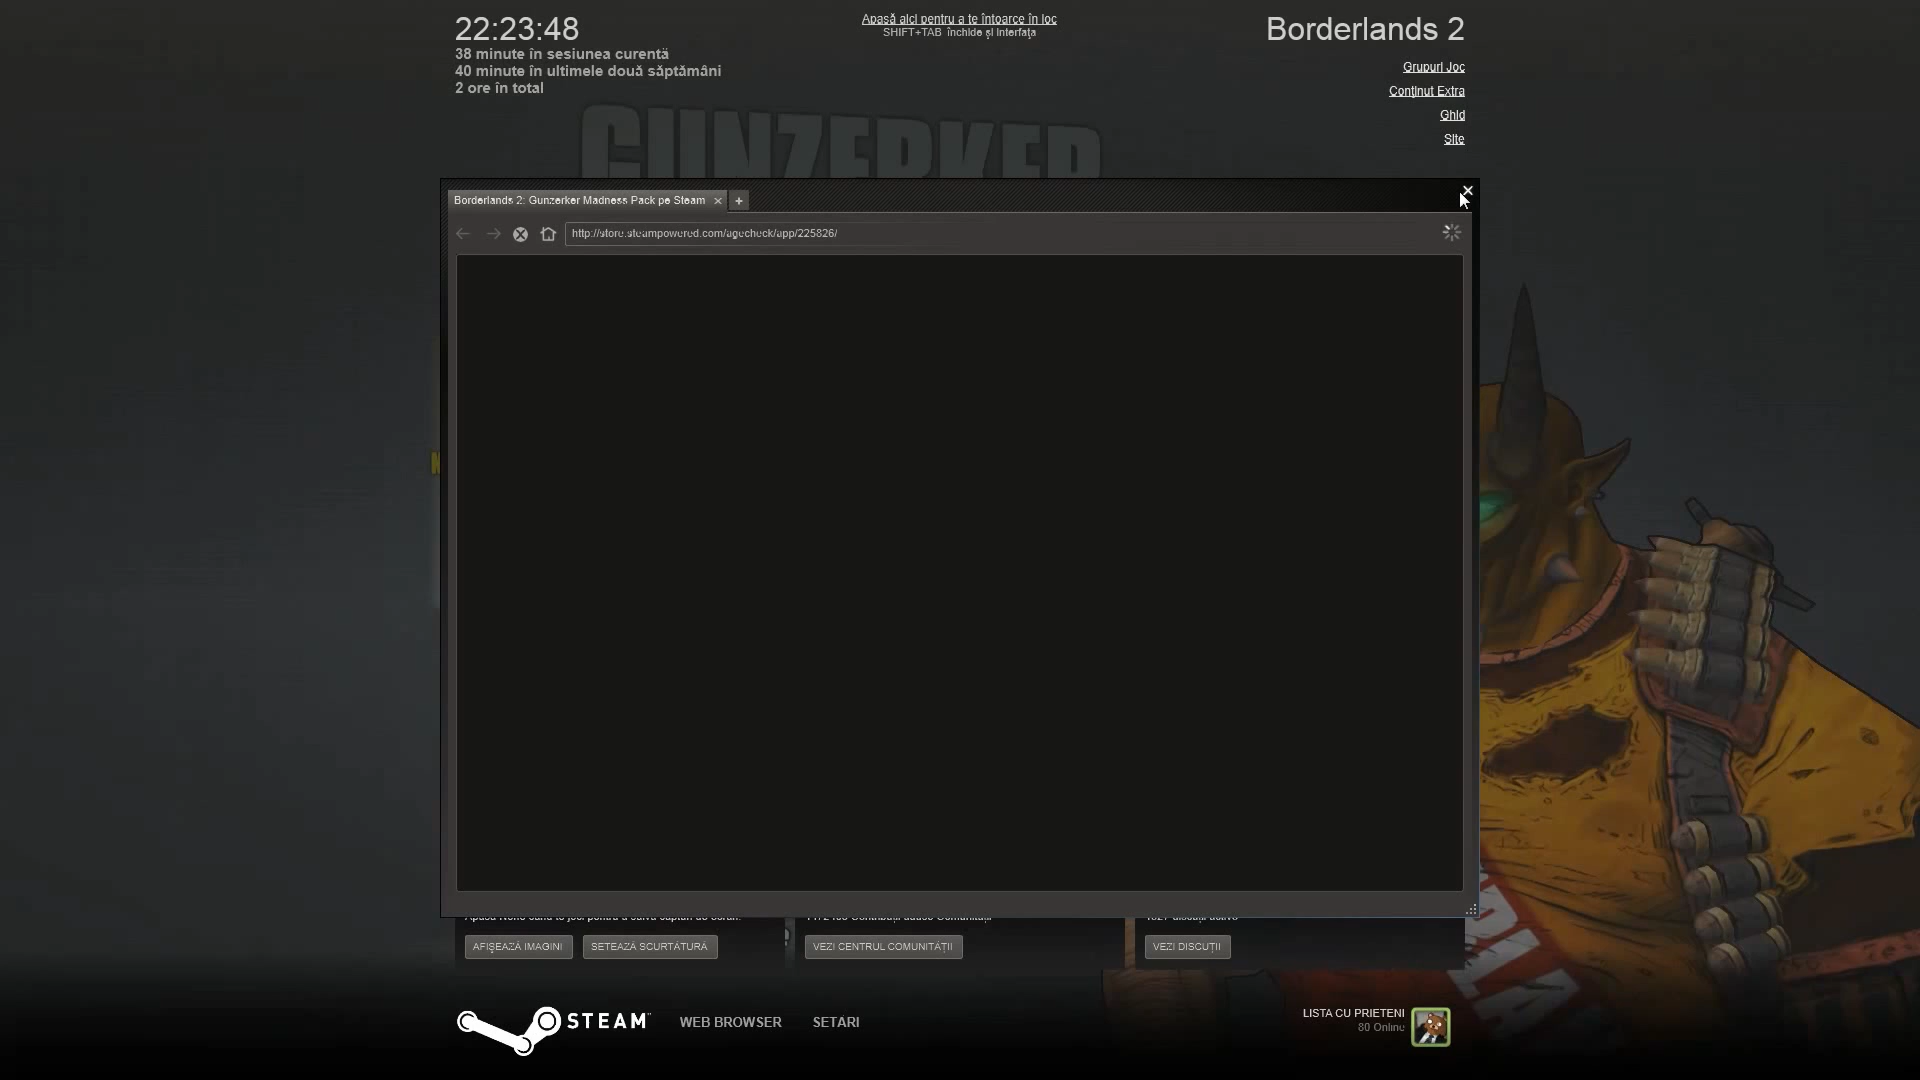 22:23:48
38 minute în sesiunea curentă
40 minute în ultimele două săptămâni
2 ore în total
Apasă aici pentru a te întoarce în joc
SHIFT+TAB închide și interfața
Borderlands 2
Grupuri Joc
Conținut Extra
Ghid
Site
GUNZERKER
Borderlands 2: Gunzerker Madness Pack pe Steam
http://store.steampowered.com/agecheck/app/225826/
AFIȘEAZĂ IMAGINI
SETEAZĂ SCURTĂTURĂ
VEZI CENTRUL COMUNITĂȚII
VEZI DISCUȚII
STEAM
WEB BROWSER
SETĂRI
LISTA CU PRIETENI
80 Online